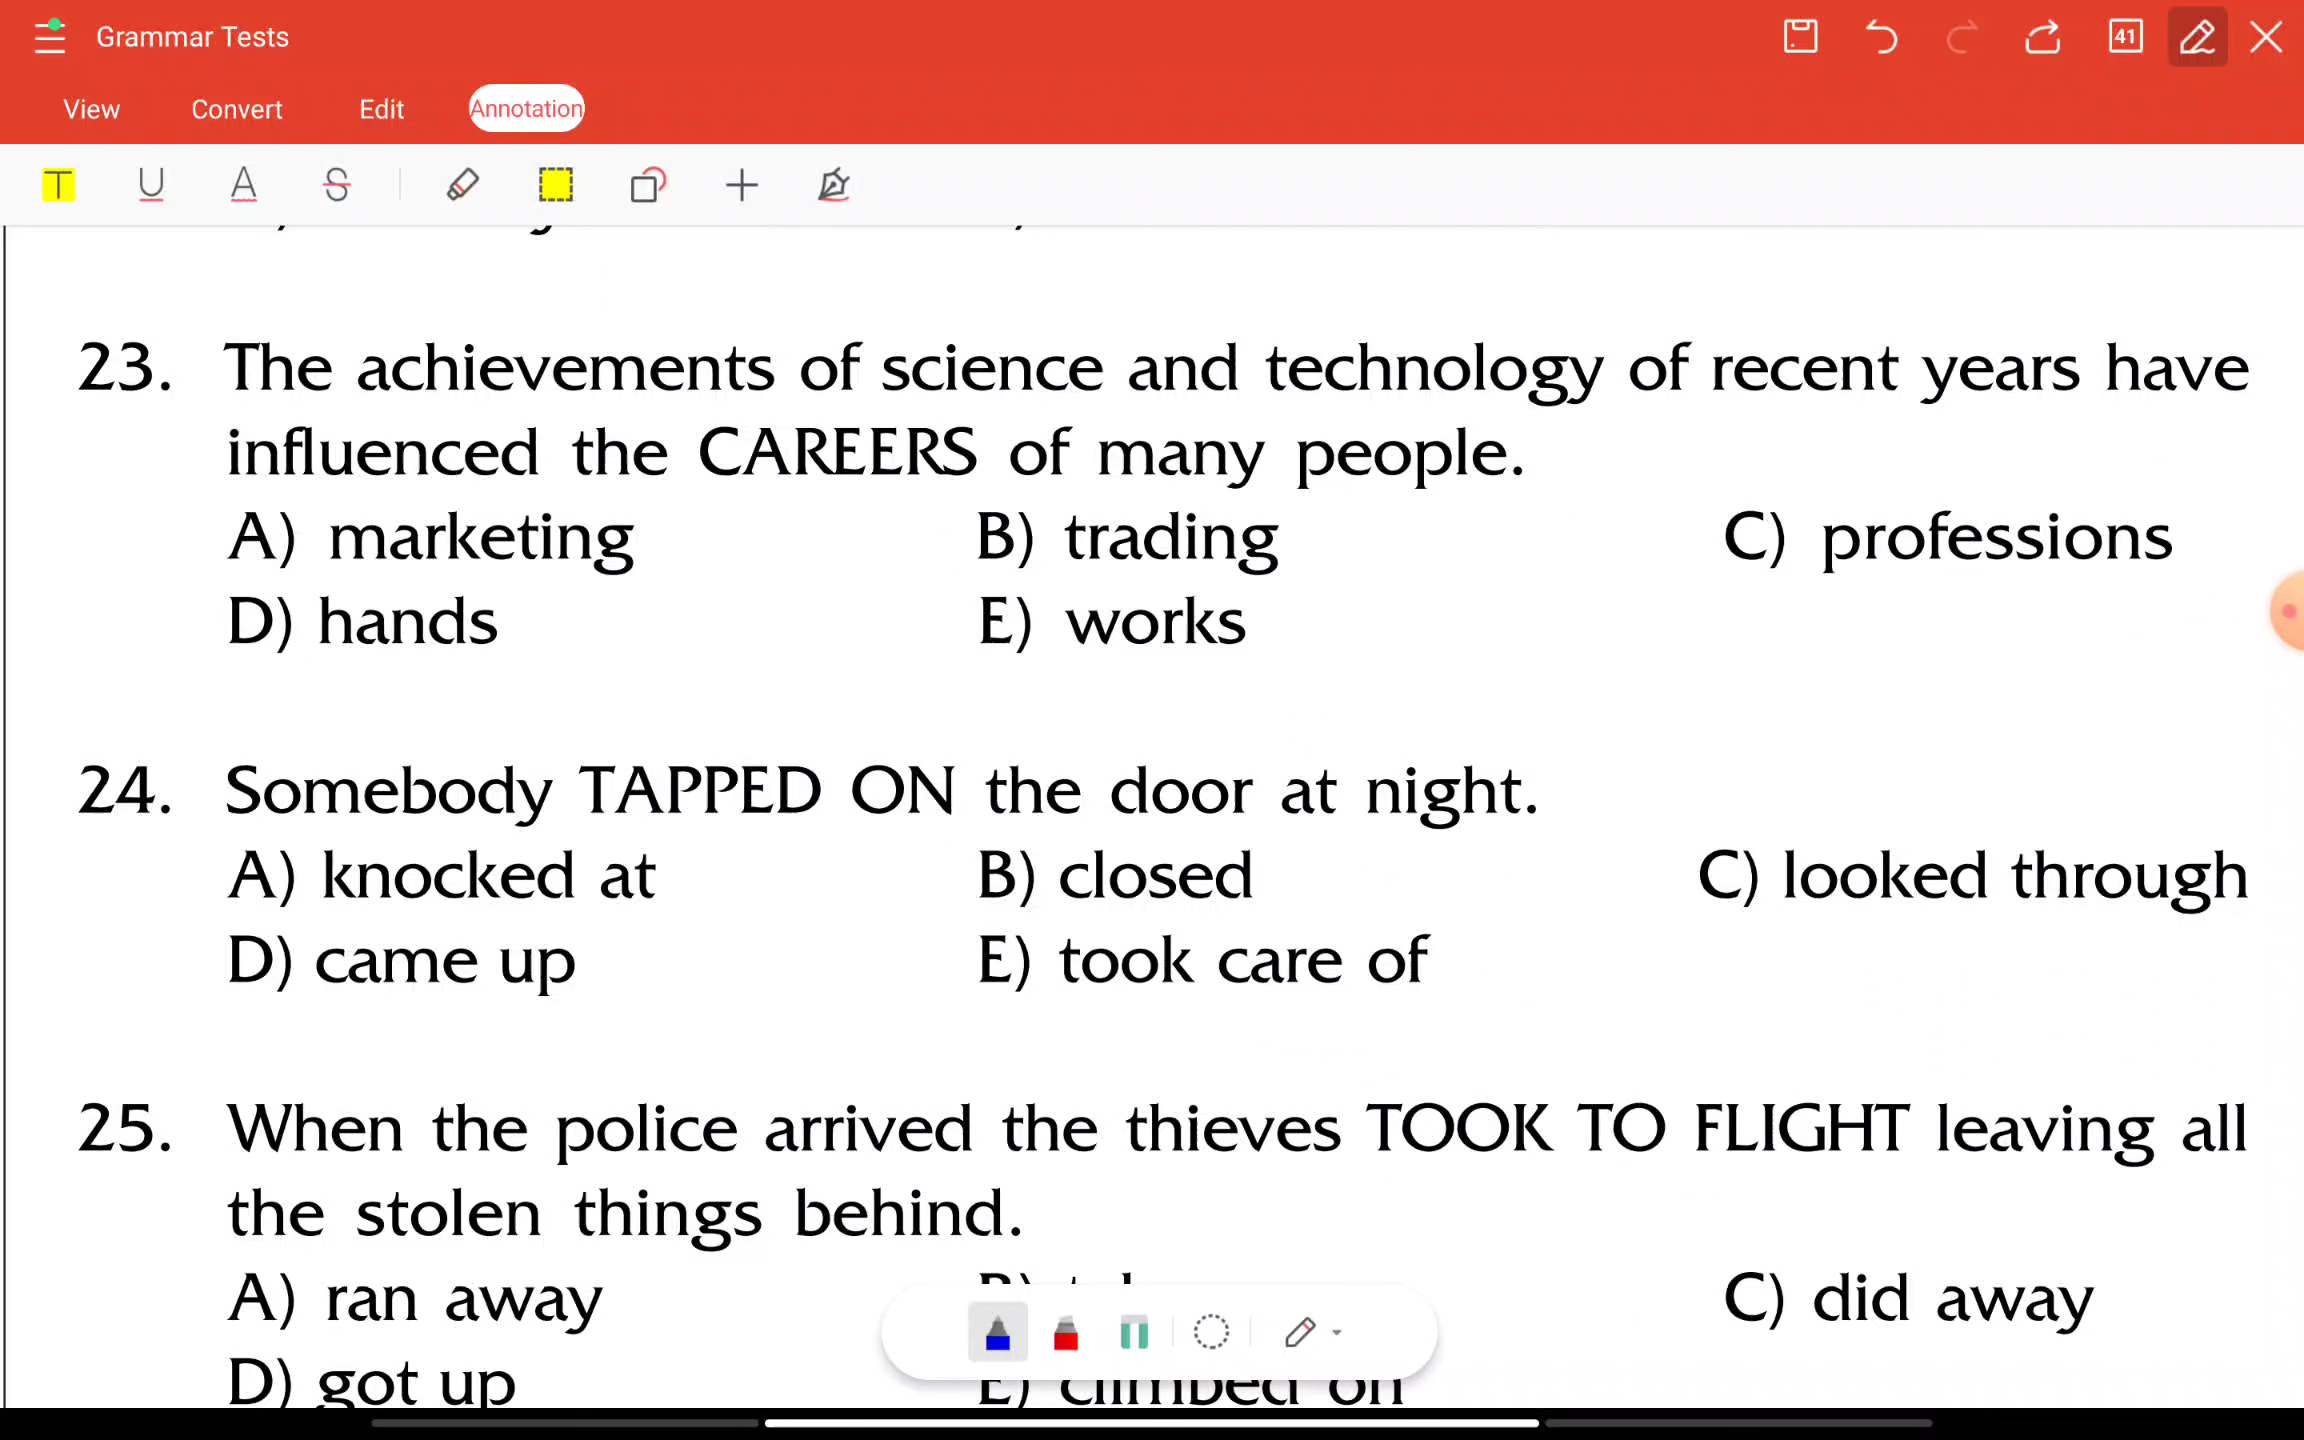 Grammar Tests
41
View Convert Edit Annotation
T U A S
23. The achievements of science and technology of recent years have
influenced the CAREERS of many people.
A) marketing B) trading C) professions
D) hands E) works
24. Somebody TAPPED ON the door at night.
A) knocked at B) closed C) looked through
D) came up E) took care of
25. When the police arrived the thieves TOOK TO FLIGHT leaving all
the stolen things behind.
A) ran away B) C) did away
D) got up E) climbed on